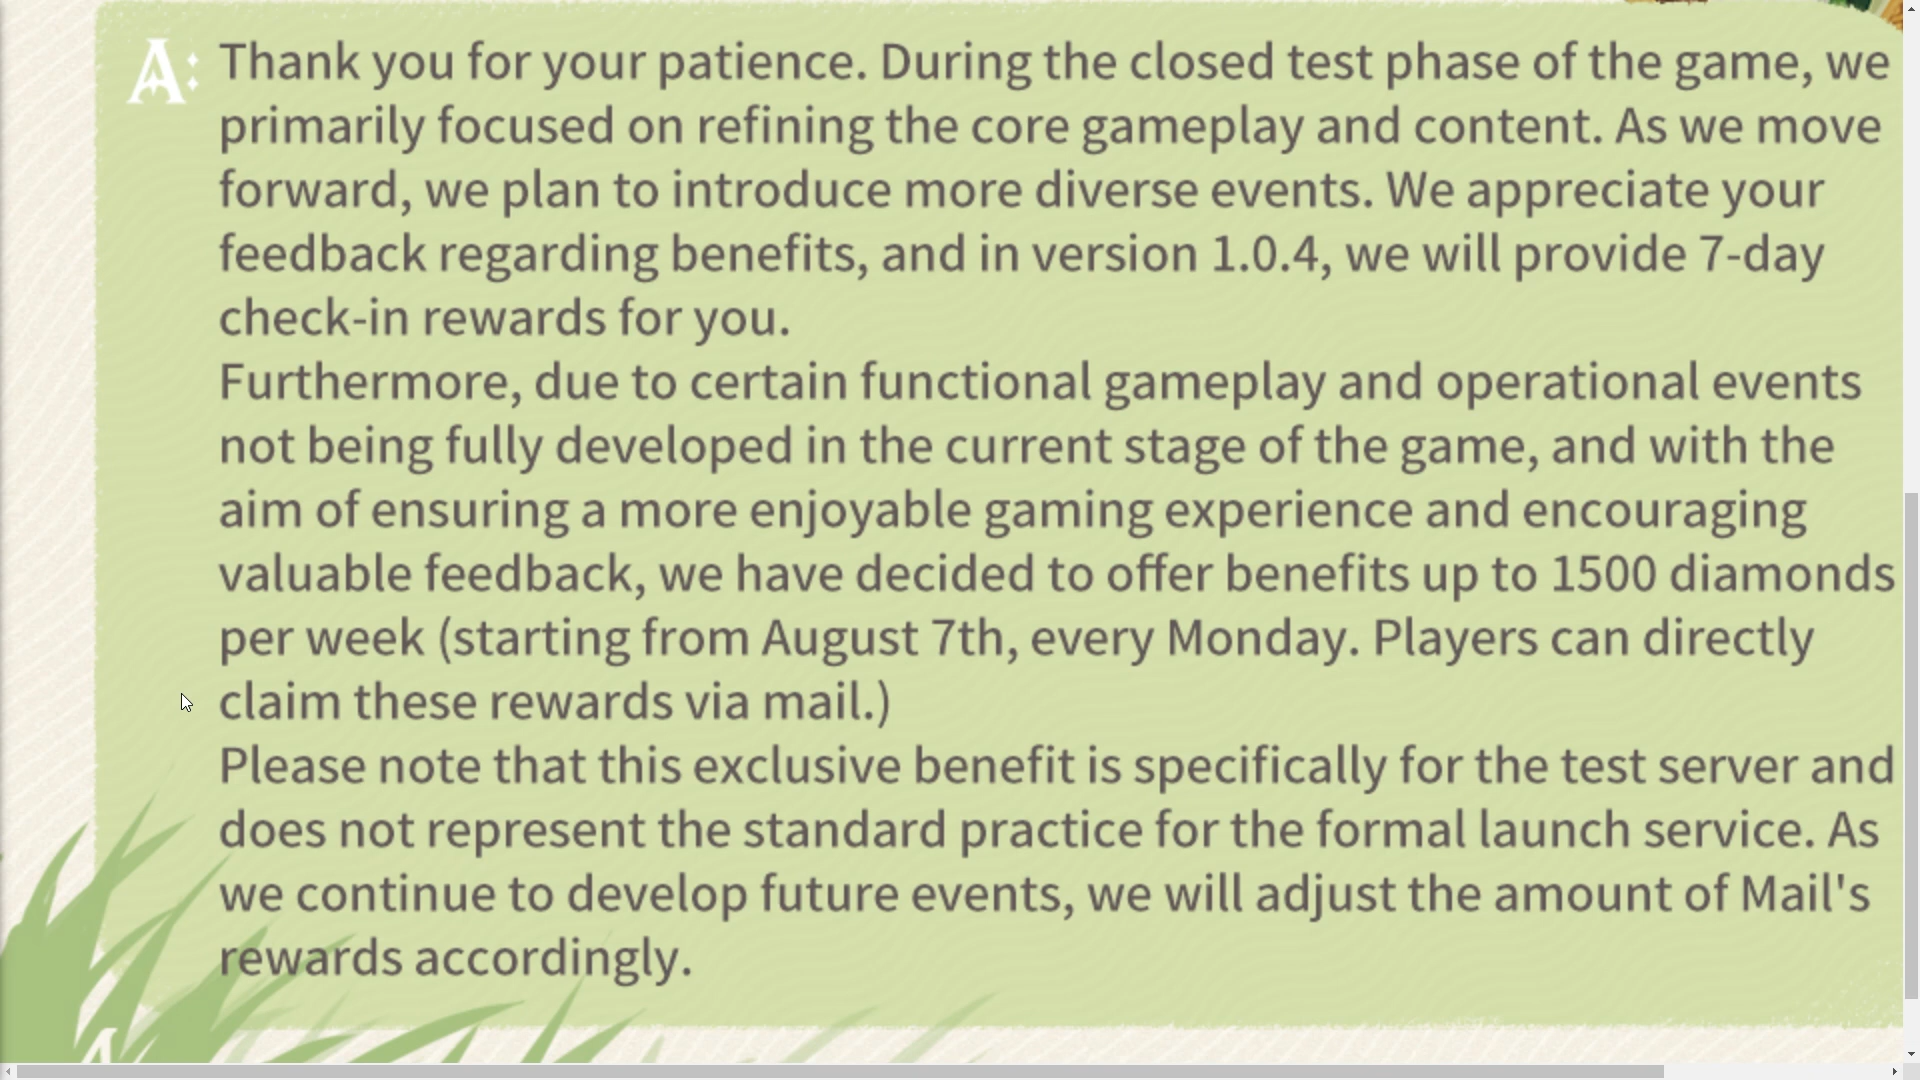 A: Thank you for your patience. During the closed test phase of the game, we
primarily focused on refining the core gameplay and content. As we move
forward, we plan to introduce more diverse events. We appreciate your
feedback regarding benefits, and in version 1.0.4, we will provide 7-day
check-in rewards for you.
Furthermore, due to certain functional gameplay and operational events
not being fully developed in the current stage of the game, and with the
aim of ensuring a more enjoyable gaming experience and encouraging
valuable feedback, we have decided to offer benefits up to 1500 diamonds
per week (starting from August 7th, every Monday. Players can directly
claim these rewards via mail.)
Please note that this exclusive benefit is specifically for the test server and
does not represent the standard practice for the formal launch service. As
we continue to develop future events, we will adjust the amount of Mail's
rewards accordingly.